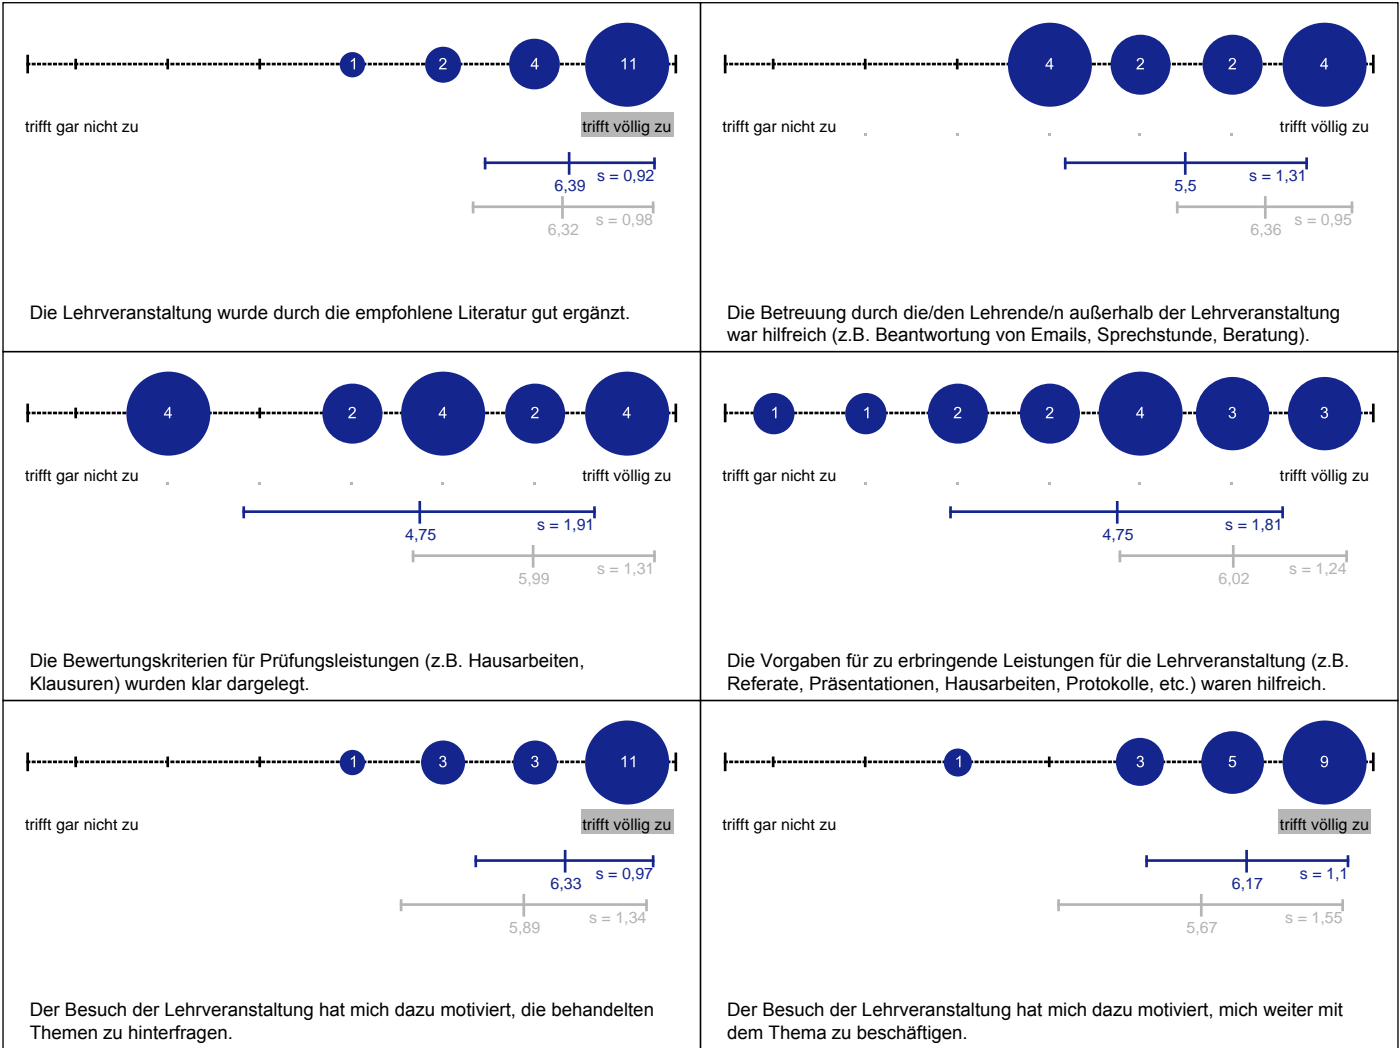 1 2 4 11
trifft gar nicht zu trifft völlig zu
6,39 s = 0,92
6,32 s = 0,98
Die Lehrveranstaltung wurde durch die empfohlene Literatur gut ergänzt.
4 2 2 4
trifft gar nicht zu trifft völlig zu
5,5 s = 1,31
6,36 s = 0,95
Die Betreuung durch die/den Lehrende/n außerhalb der Lehrveranstaltung
war hilfreich (z.B. Beantwortung von Emails, Sprechstunde, Beratung).
4 2 4 2 4
trifft gar nicht zu trifft völlig zu
4,75 s = 1,91
5,99 s = 1,31
Die Bewertungskriterien für Prüfungsleistungen (z.B. Hausarbeiten,
Klausuren) wurden klar dargelegt.
1 1 2 2 4 3 3
trifft gar nicht zu trifft völlig zu
4,75 s = 1,81
6,02 s = 1,24
Die Vorgaben für zu erbringende Leistungen für die Lehrveranstaltung (z.B.
Referate, Präsentationen, Hausarbeiten, Protokolle, etc.) waren hilfreich.
1 3 3 11
trifft gar nicht zu trifft völlig zu
6,33 s = 0,97
5,89 s = 1,34
Der Besuch der Lehrveranstaltung hat mich dazu motiviert, die behandelten
Themen zu hinterfragen.
1 3 5 9
trifft gar nicht zu trifft völlig zu
6,17 s = 1,1
5,67 s = 1,55
Der Besuch der Lehrveranstaltung hat mich dazu motiviert, mich weiter mit
dem Thema zu beschäftigen.